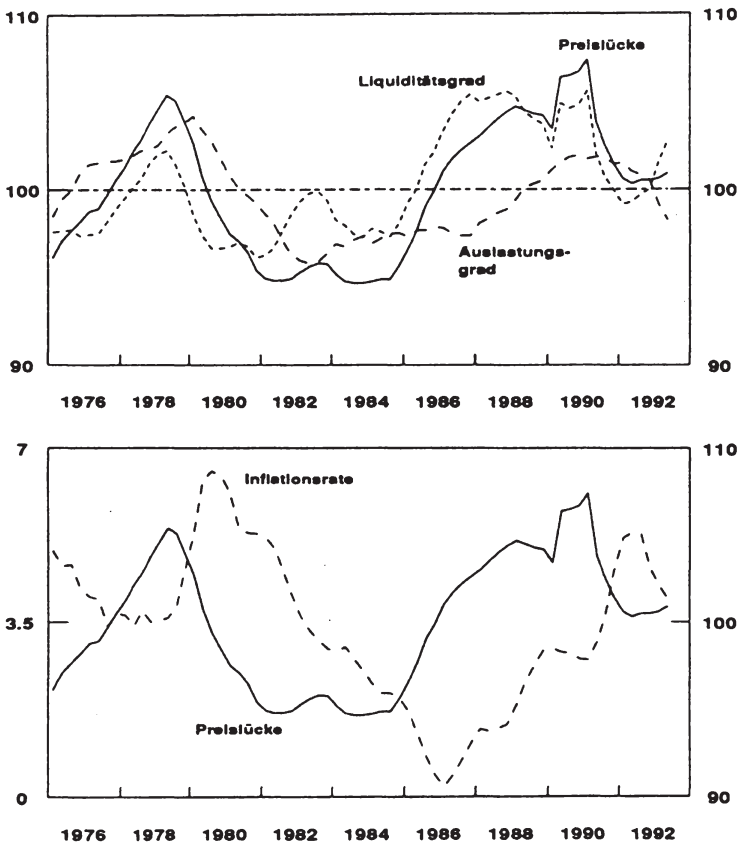 110 110
Preislücke
Liquiditätsgrad
100 100
Auslastungs-
grad
90 90
1976 1978 1980 1982 1984 1986 1988 1990 1992
7 110
Inflationsrate
3.5 100
Preislücke
0 90
1976 1978 1980 1982 1984 1986 1988 1990 1992